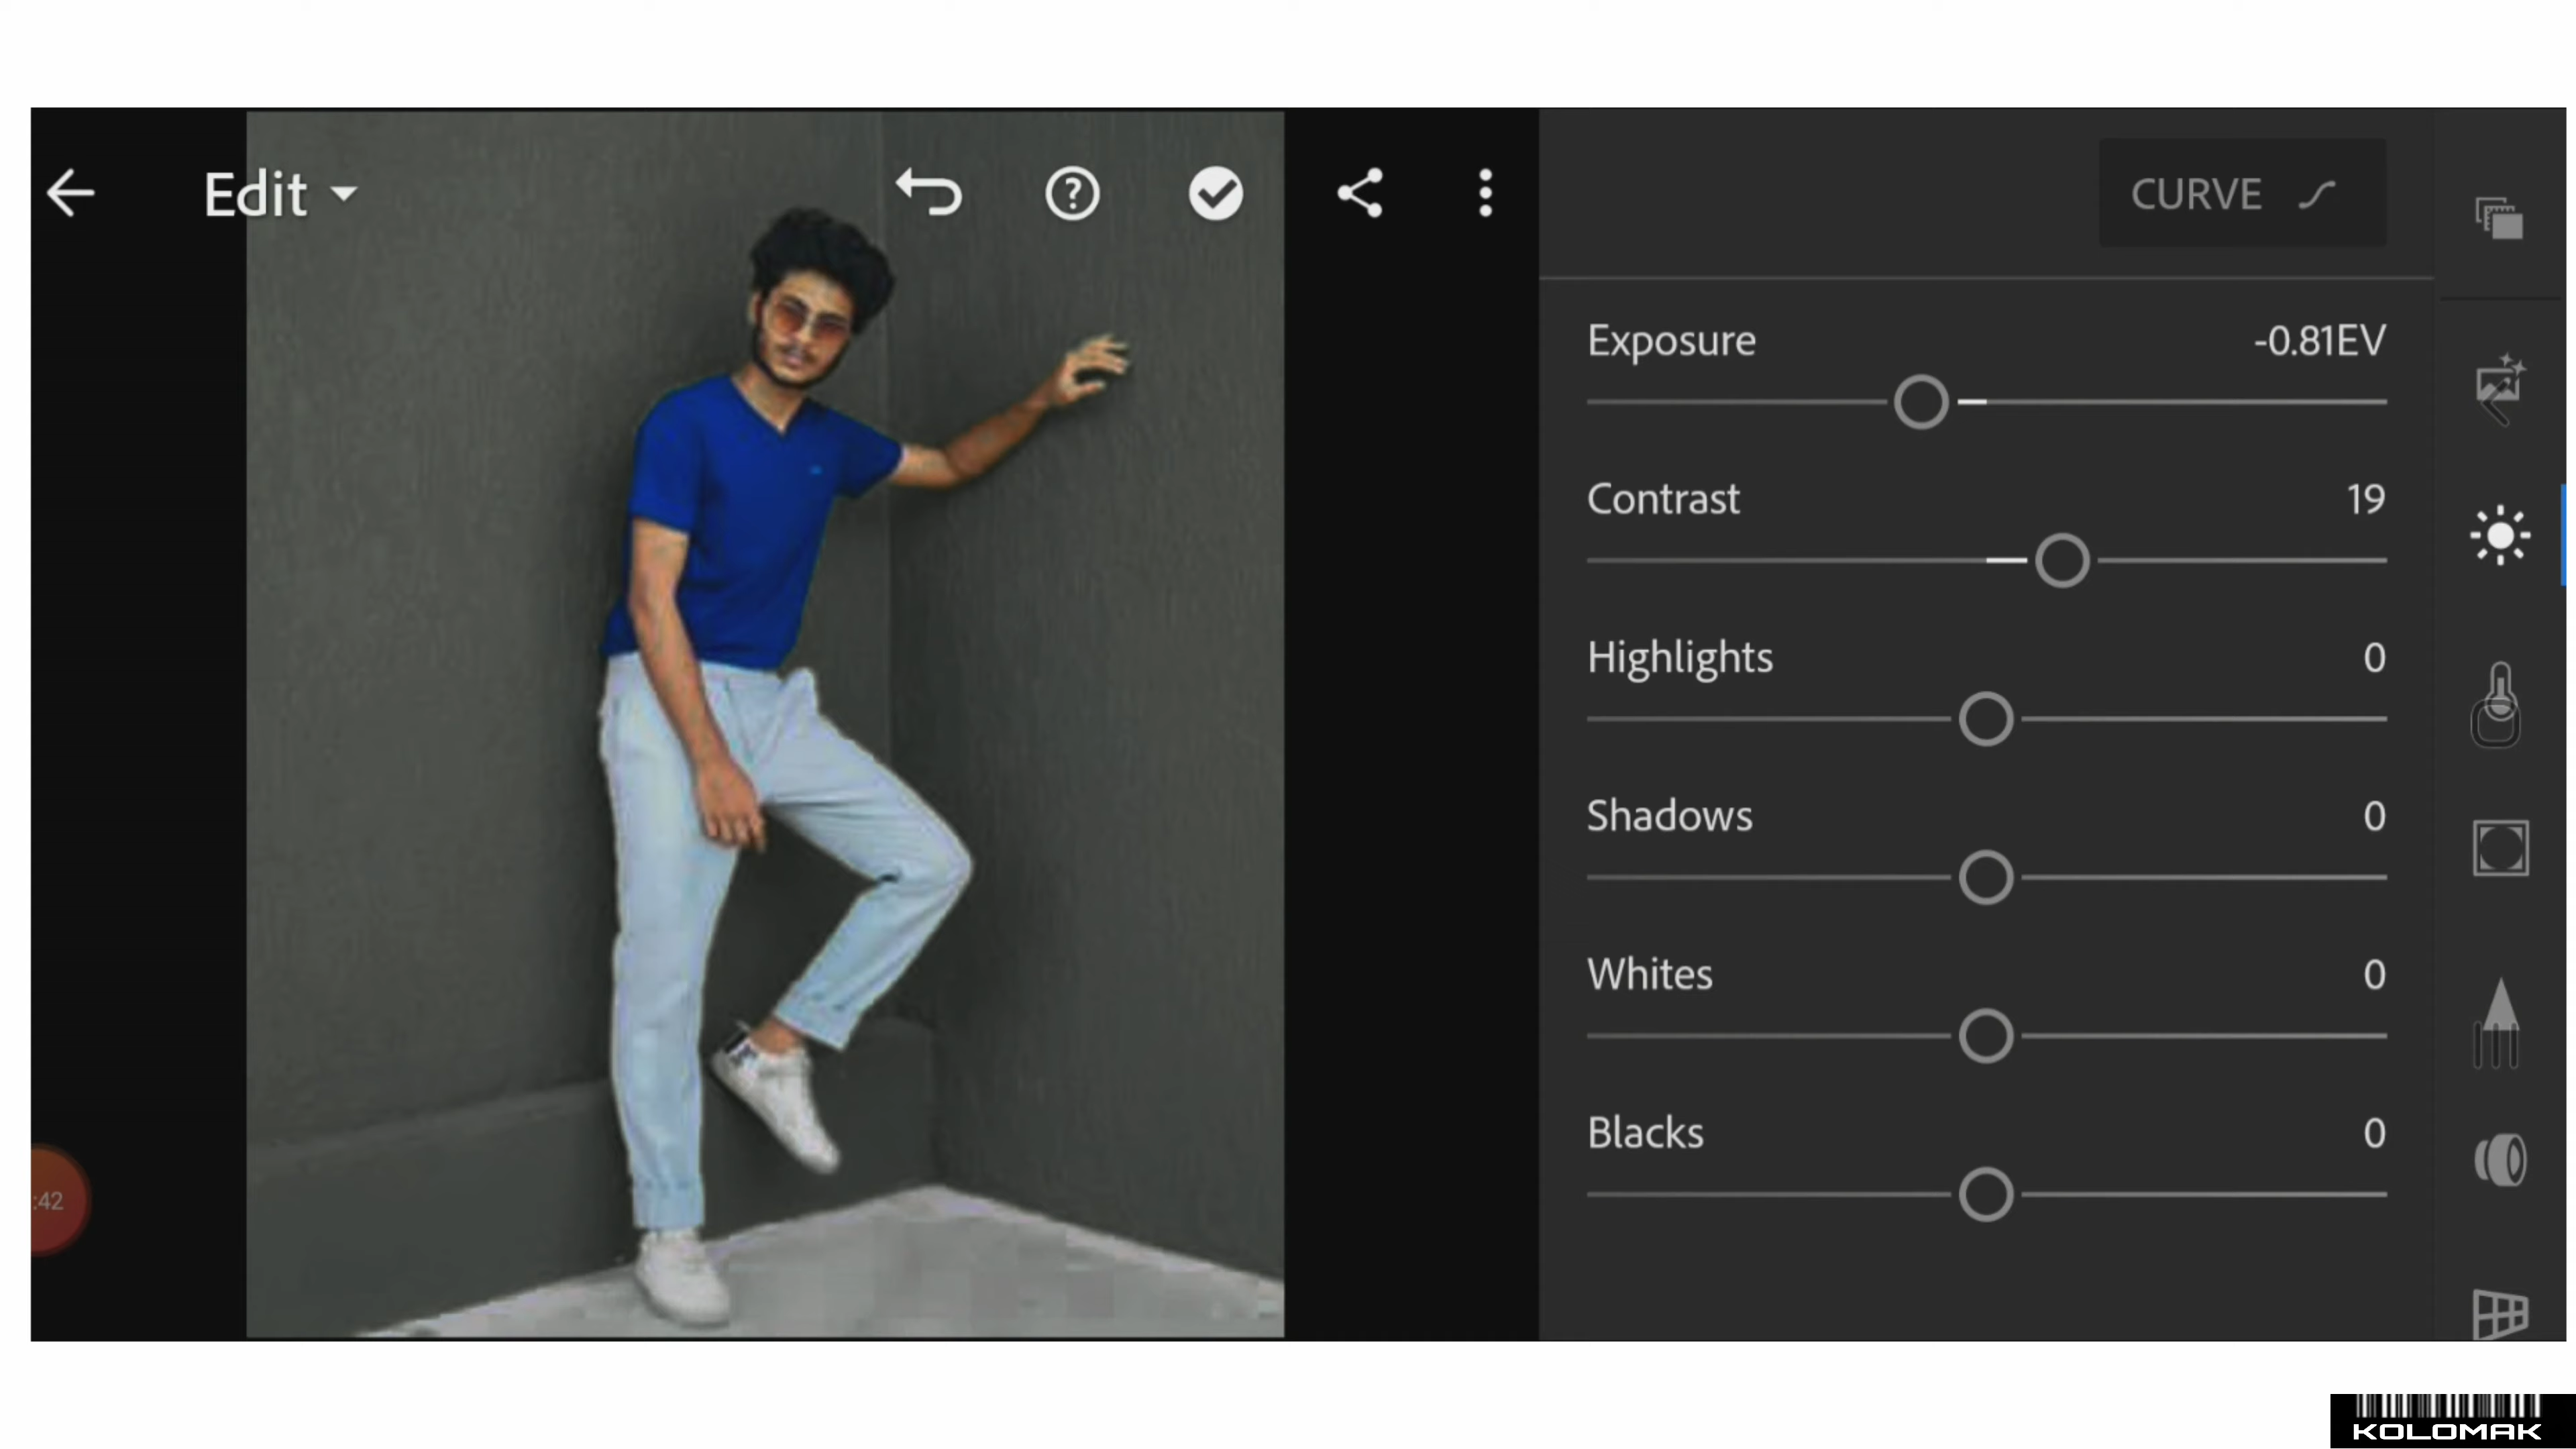 Edit
CURVE
Exposure -0.81EV
Contrast 19
Highlights 0
Shadows 0
Whites 0
Blacks 0
:42
KOLOMAK